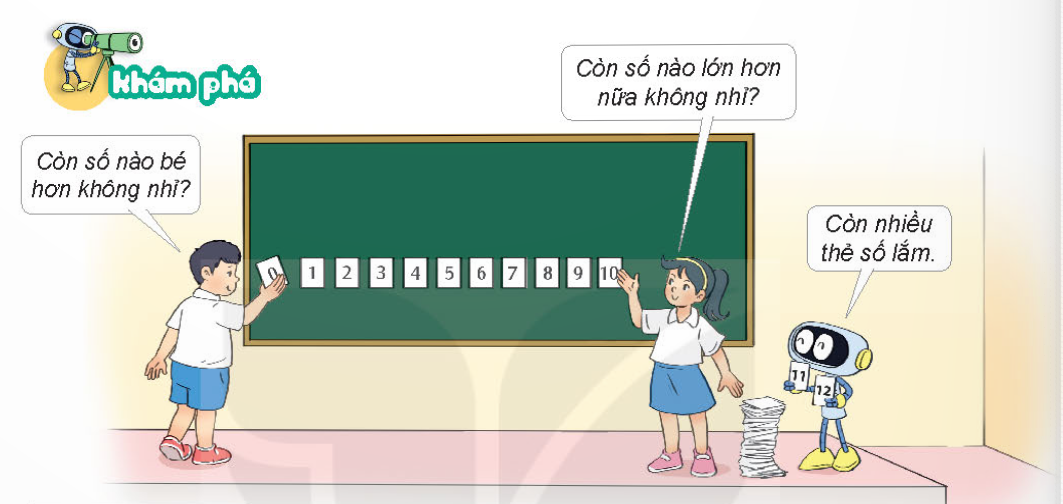 khám phá
Còn số nào bé
hơn không nhỉ?
Còn số nào lớn hơn
nữa không nhỉ?
Còn nhiều
thẻ số lắm.
0 1 2 3 4 5 6 7 8 9 10
11
12